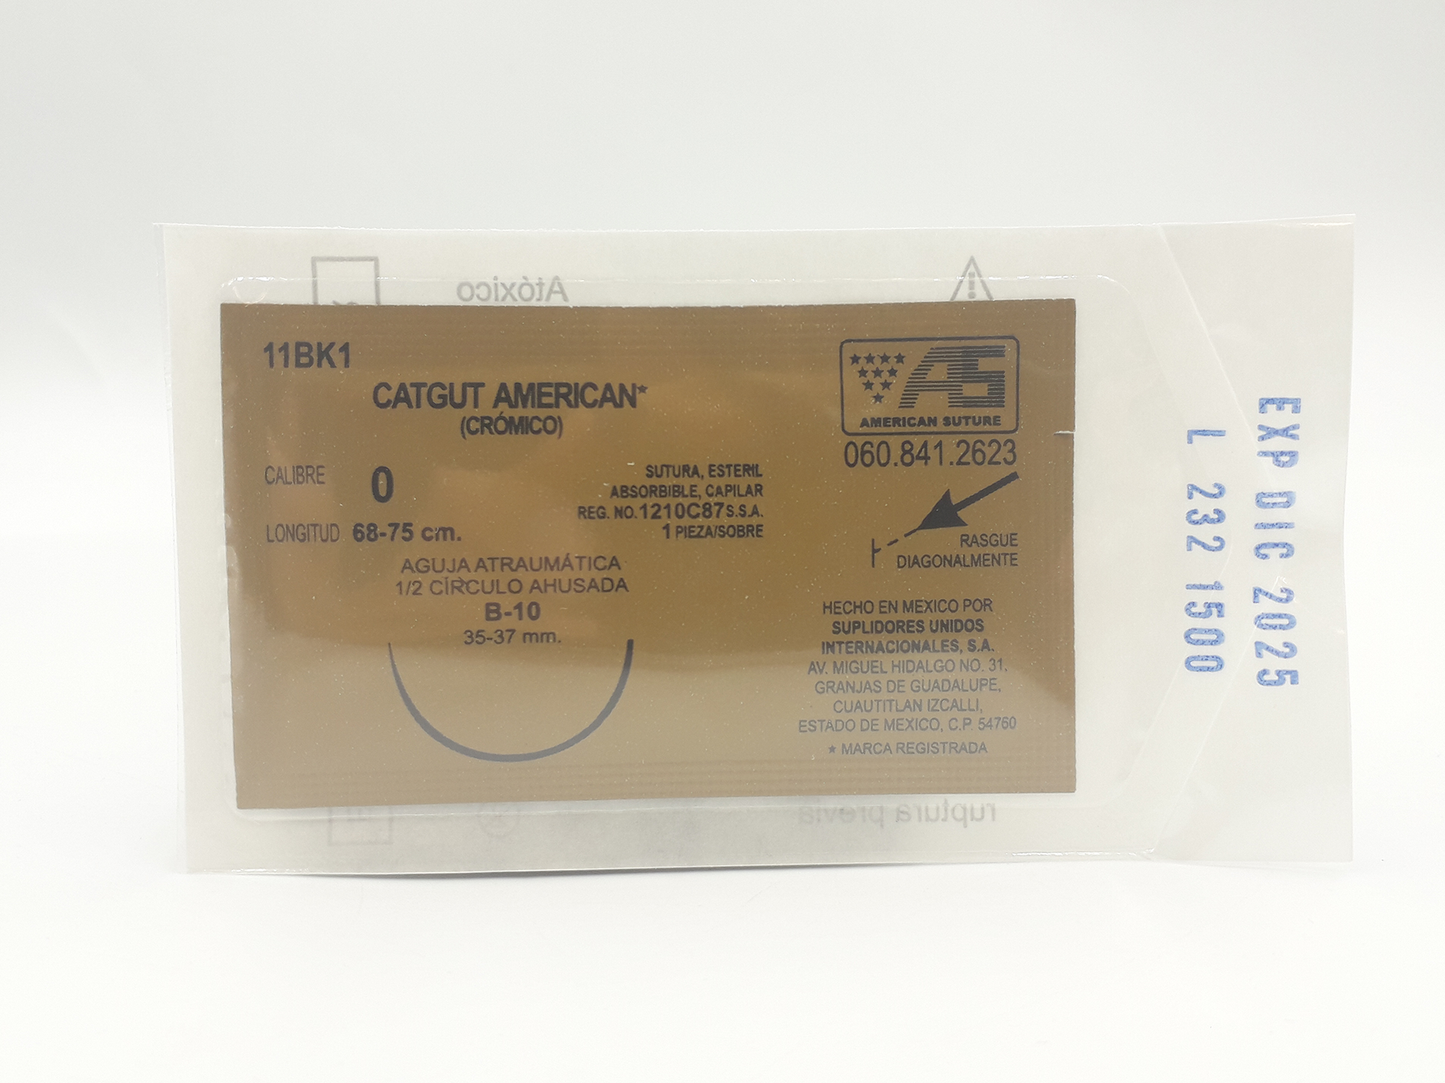 Atóxico
11BK1
CATGUT AMERICAN*
(CRÓMICO)
CALIBRE 0
LONGITUD 68-75 cm.
SUTURA, ESTERIL
ABSORBIBLE, CAPILAR
REG. NO. 1210C87 S.S.A.
1 PIEZA/SOBRE
AGUJA ATRAUMÁTICA
1/2 CÍRCULO AHUSADA
B-10
35-37 mm.
AS
AMERICAN SUTURE
060.841.2623
RASGUE
DIAGONALMENTE
HECHO EN MEXICO POR
SUPLIDORES UNIDOS
INTERNACIONALES, S.A.
AV. MIGUEL HIDALGO NO. 31.
GRANJAS DE GUADALUPE,
CUAUTITLAN IZCALLI,
ESTADO DE MEXICO, C.P. 54760
* MARCA REGISTRADA
ruptura previa
EXP DIC 2025
L 232 1500